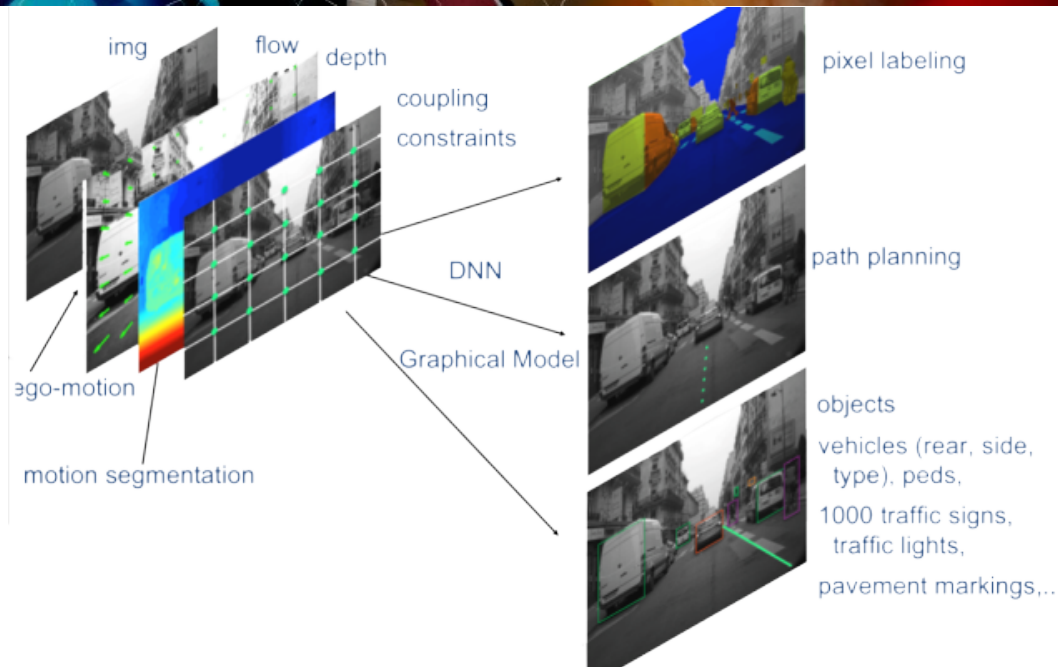 img
flow
depth
coupling
constraints
ego-motion
motion segmentation
DNN
Graphical Model
pixel labeling
path planning
objects
vehicles (rear, side,
type), peds,
1000 traffic signs,
traffic lights,
pavement markings,...